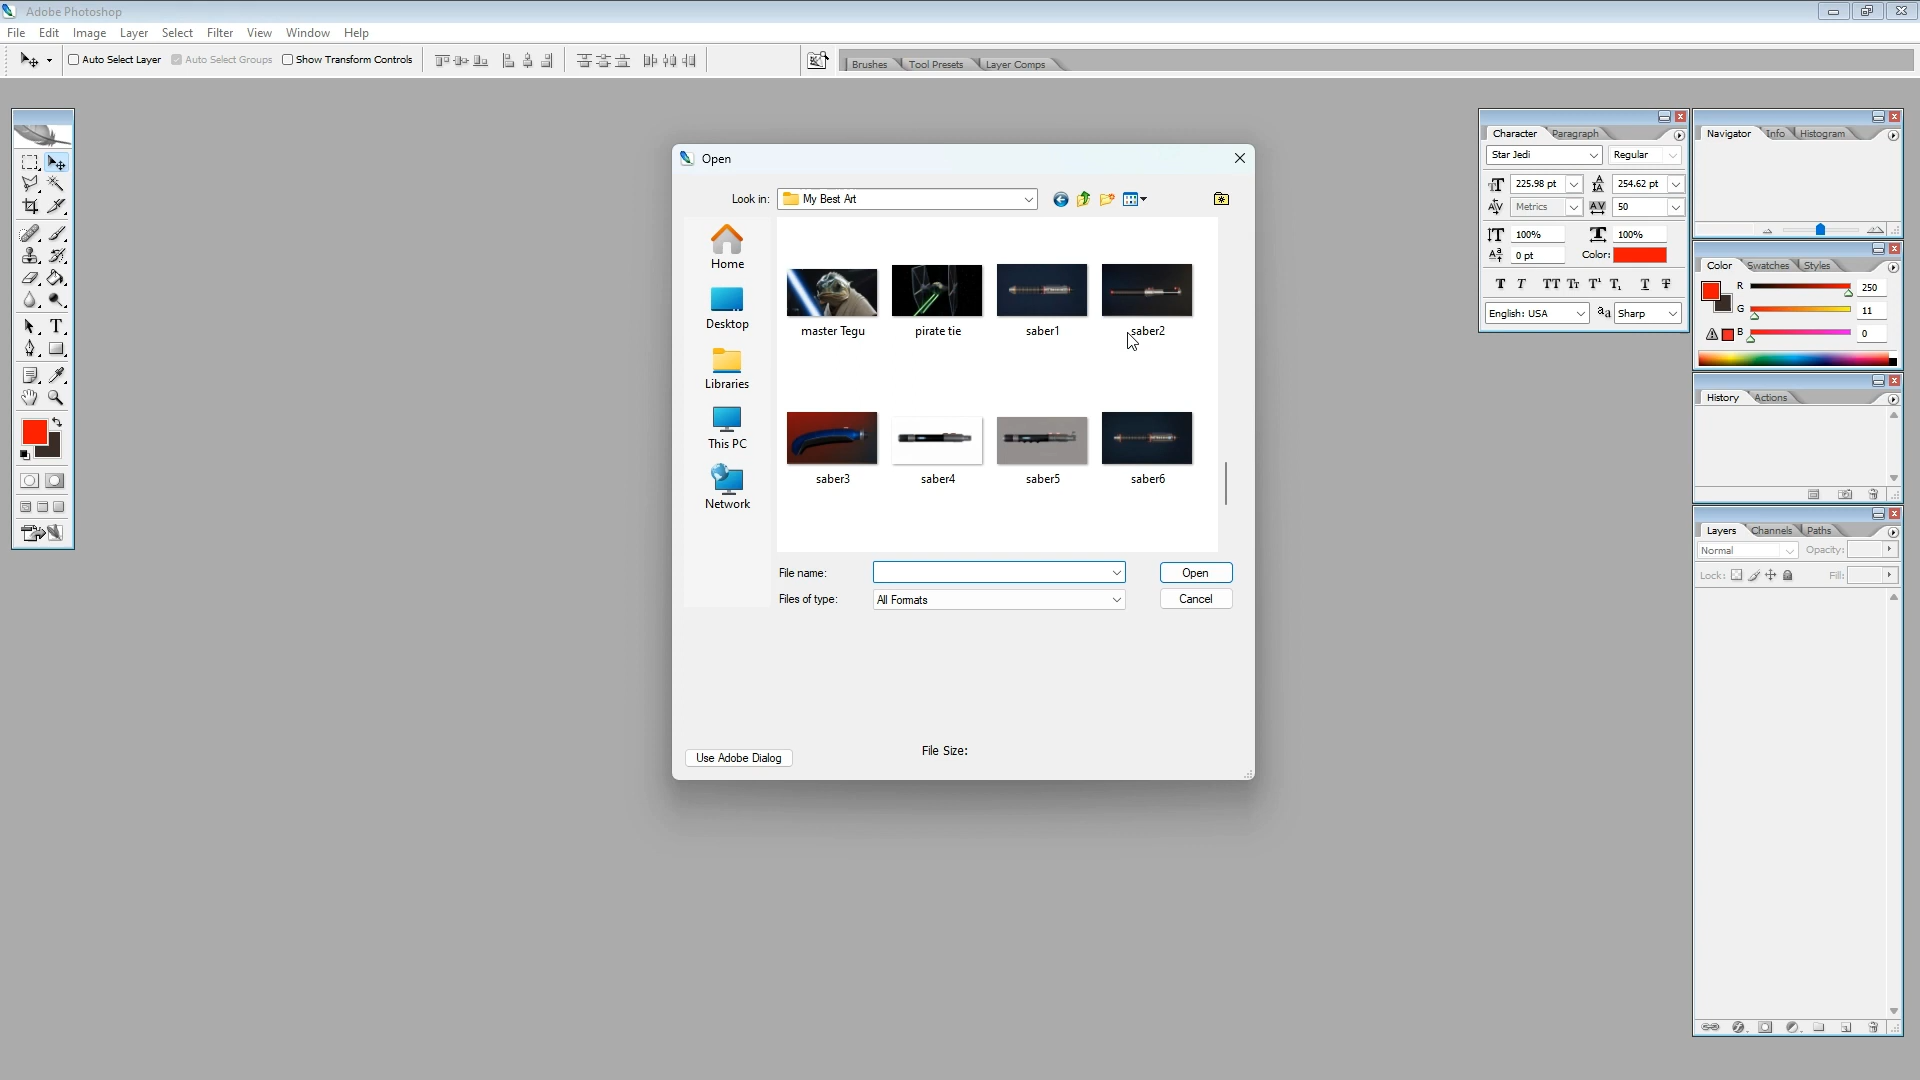 Adobe Photoshop
File Edit Image Layer Select Filter View Window Help
Auto Select Layer Auto Select Groups Show Transform Controls
Brushes Tool Presets Layer Comps
Open
Look in: My Best Art
Home
Desktop
Libraries
This PC
Network
master Tegu pirate tie saber1 saber2
saber3 saber4 saber5 saber6
File name: Open
Files of type: All Formats Cancel
Use Adobe Dialog File Size:
Character Paragraph
Star Jedi Regular
225.98 pt 254.62 pt
Metrics 50
100% 100%
0 pt Color:
English: USA Sharp
Navigator Info Histogram
Color Swatches Styles
R 250
G 11
B 0
History Actions
Layers Channels Paths
Normal Opacity:
Lock: Fill: